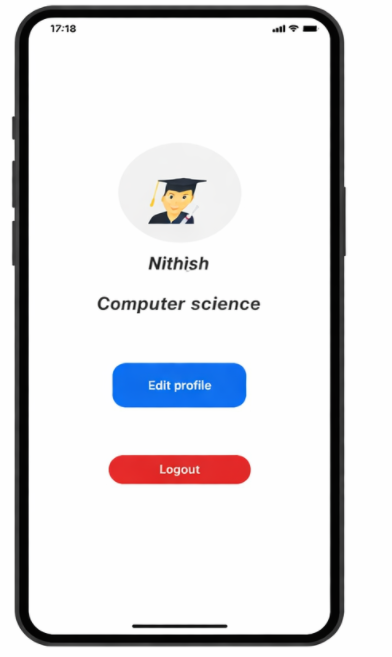 17:18
Nithish
Computer science
Edit profile
Logout